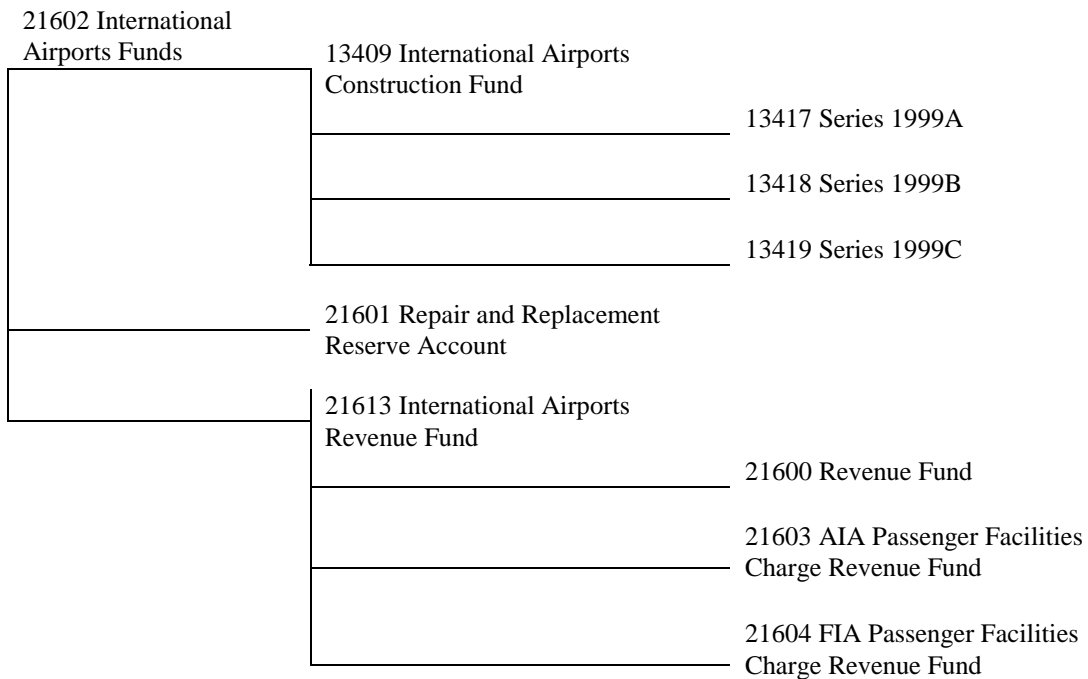 21602 International
Airports Funds
13409 International Airports
Construction Fund
13417 Series 1999A
13418 Series 1999B
13419 Series 1999C
21601 Repair and Replacement
Reserve Account
21613 International Airports
Revenue Fund
21600 Revenue Fund
21603 AIA Passenger Facilities
Charge Revenue Fund
21604 FIA Passenger Facilities
Charge Revenue Fund